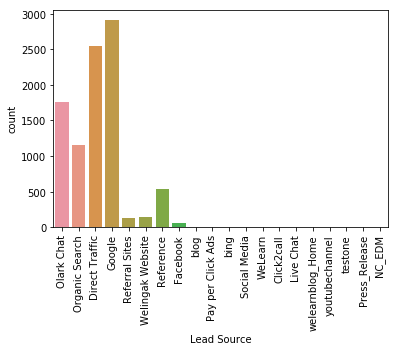 3000
2500
2000
1500
1000
500
0
count
Olark Chat
Organic Search
Direct Traffic
Google
Referral Sites
Welingak Website
Reference
Facebook
blog
Pay per Click Ads
bing
Social Media
WeLearn
Click2call
Live Chat
welearnblog_Home
youtubechannel
testone
Press_Release
NC_EDM
Lead Source